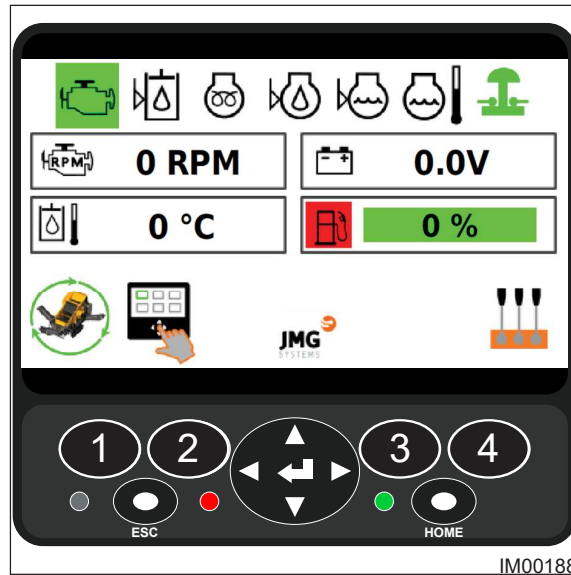 RPM
0 RPM
- +
0.0V
0 °C
0 %
JMG
SYSTEMS
1
2
3
4
ESC
HOME
IM00188